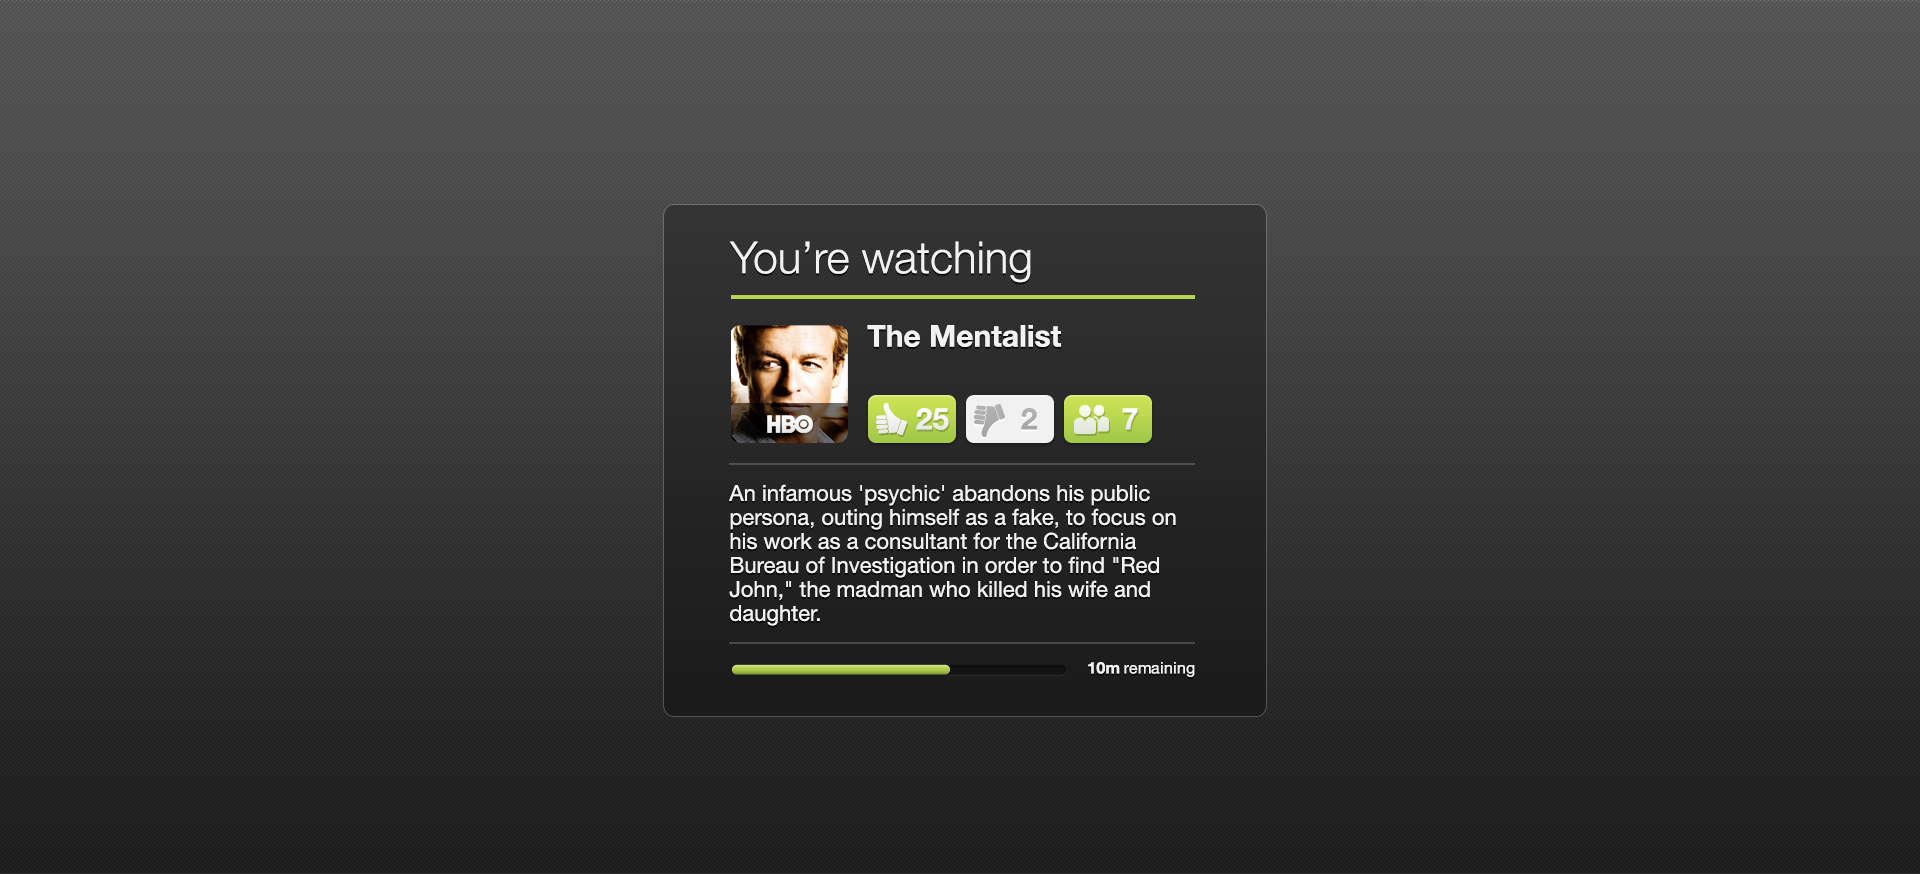 You’re watching
The Mentalist
HBO
25
2
7
An infamous 'psychic' abandons his public
persona, outing himself as a fake, to focus on
his work as a consultant for the California
Bureau of Investigation in order to find "Red
John," the madman who killed his wife and
daughter.
10m remaining